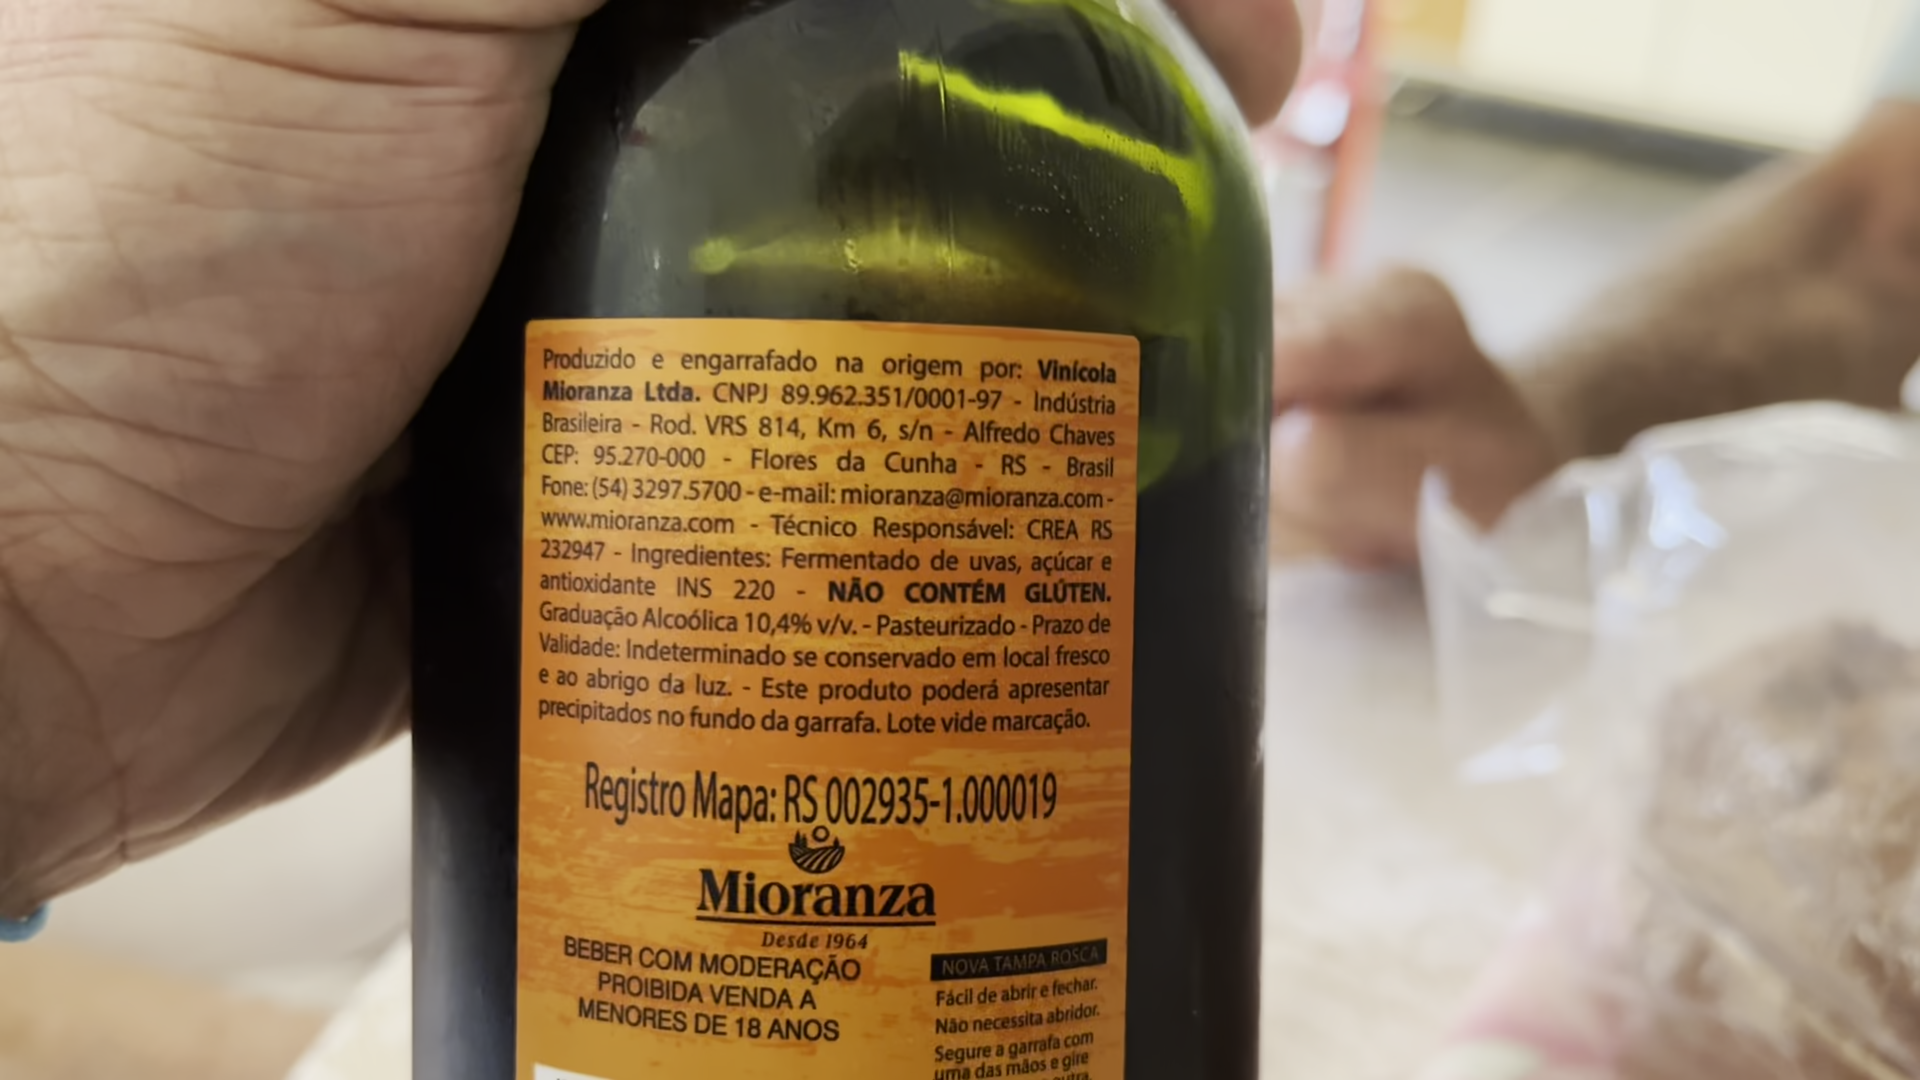 Produzido e engarrafado na origem por: Vinícola
Mioranza Ltda. CNPJ 89.962.351/0001-97 - Indústria
Brasileira - Rod. VRS 814, Km 6, s/n - Alfredo Chaves
CEP: 95.270-000 - Flores da Cunha - RS - Brasil
Fone: (54) 3297.5700 - e-mail: mioranza@mioranza.com -
www.mioranza.com - Técnico Responsável: CREA RS
232947 - Ingredientes: Fermentado de uvas, açúcar e
antioxidante INS 220 - NÃO CONTÉM GLÚTEN.
Graduação Alcoólica 10,4% v/v. - Pasteurizado - Prazo de
Validade: Indeterminado se conservado em local fresco
e ao abrigo da luz. - Este produto poderá apresentar
precipitados no fundo da garrafa. Lote vide marcação.
Registro Mapa: RS 002935-1.000019
Mioranza
Desde 1964
BEBER COM MODERAÇÃO
PROIBIDA VENDA A
MENORES DE 18 ANOS
NOVA TAMPA ROSCA
Fácil de abrir e fechar.
Não necessita abridor.
Segure a garrafa com
uma das mãos e gire
outra.